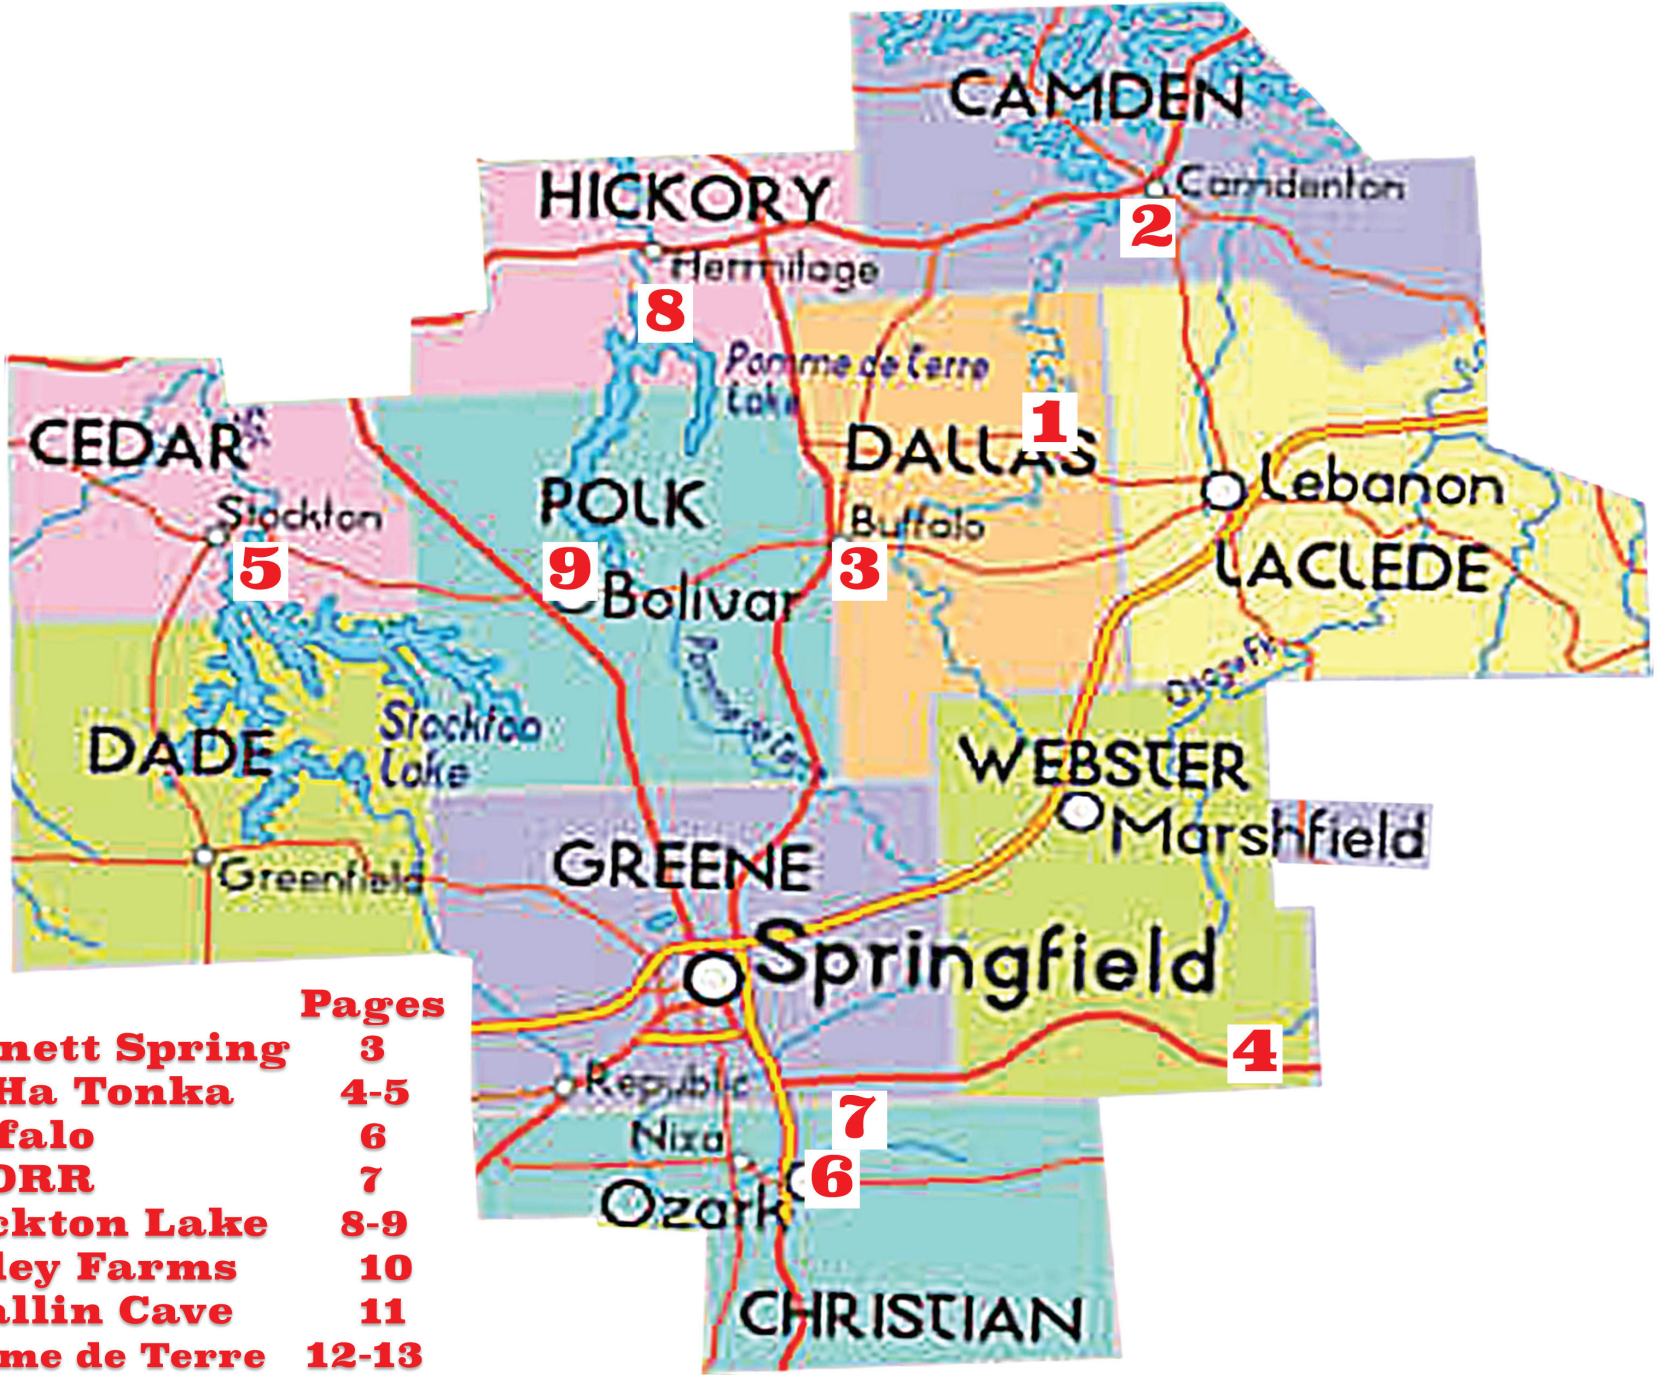 CAMDEN
Camdenton
2
HICKORY
Hermitage
8
Pomme de Terre
Lake
1
CEDAR
DALLAS
POLK
Lebanon
Stockton
Buffalo
5
9
3
LACLEDE
Bolivar
Osage Fk
Stockton
Lake
DADE
WEBSTER
Marshfield
GREENE
Greenfield
Springfield
4
Republic
7
Nixa
6
Ozark
CHRISTIAN
Pages
nett Spring 3
Ha Tonka 4-5
falo 6
ORR 7
ckton Lake 8-9
ley Farms 10
allin Cave 11
me de Terre 12-13